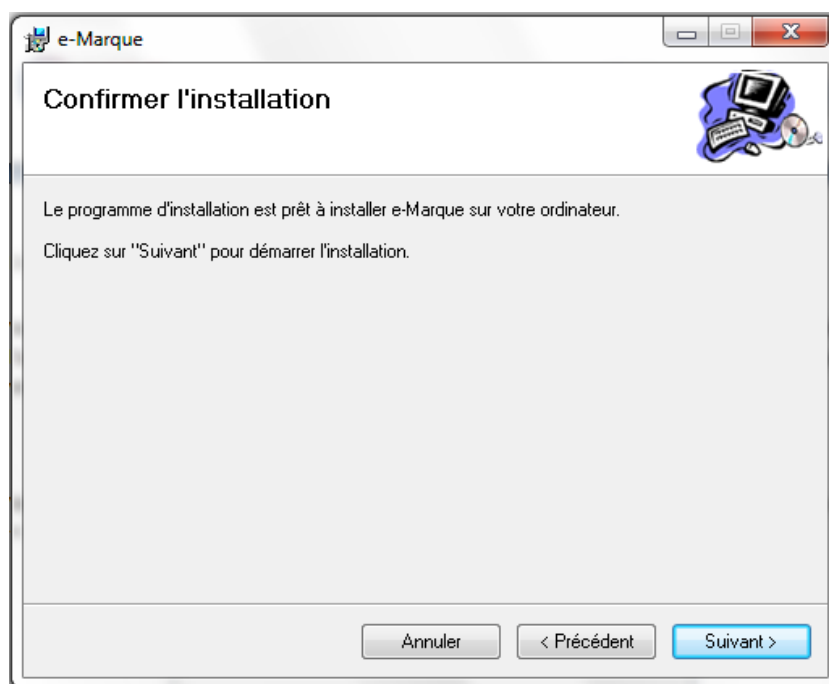 e-Marque
Confirmer l'installation
Le programme d'installation est prêt à installer e-Marque sur votre ordinateur.
Cliquez sur "Suivant" pour démarrer l'installation.
Annuler
< Précédent
Suivant >